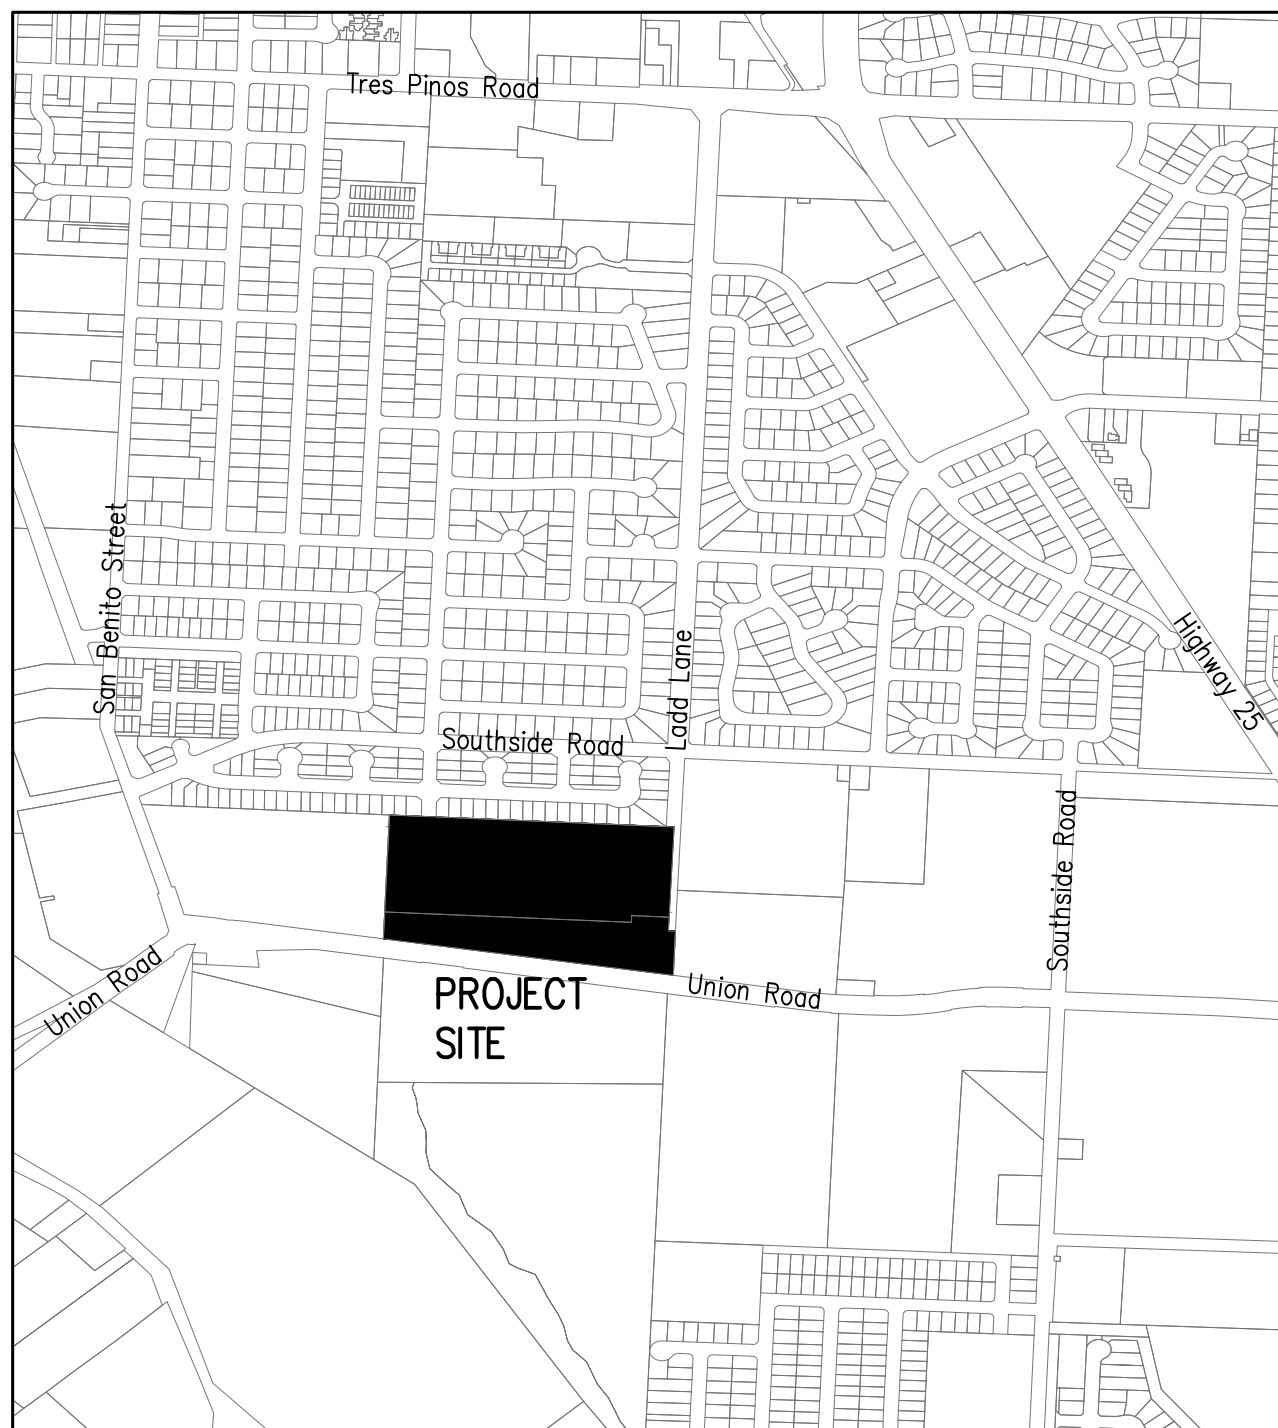 Tres Pinos Road
San Benito Street
Ladd Lane
Highway 25
Southside Road
Southside Road
Union Road
PROJECT
SITE
Union Road